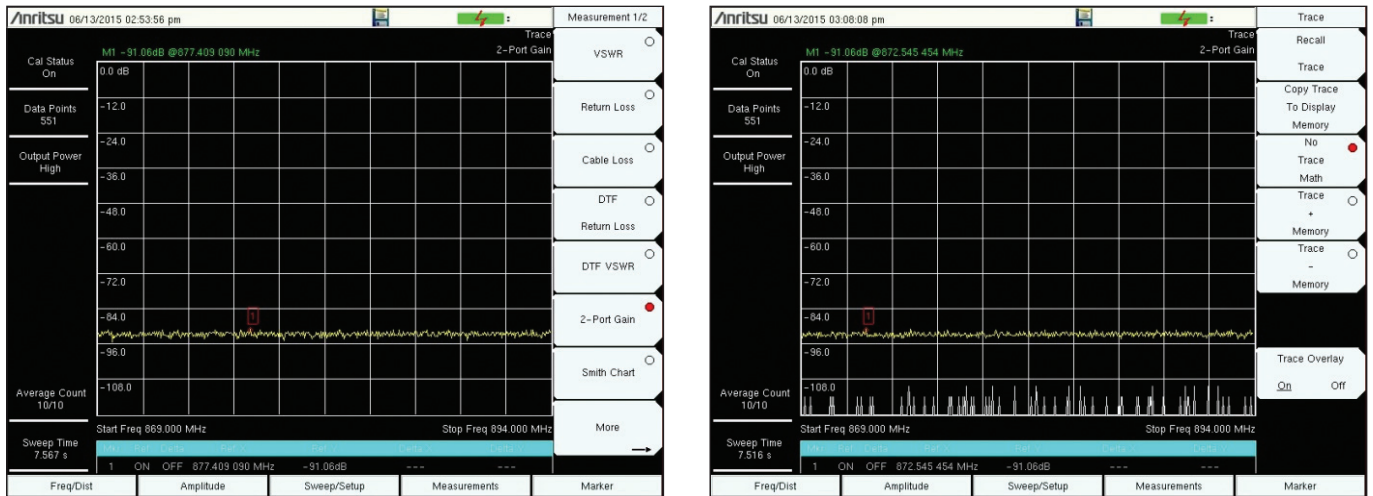 Anritsu 06/13/2015 02:53:56 pm
Measurement 1/2
Trace
M1 -91.06dB @877.409 090 MHz
2-Port Gain
Cal Status
On
Data Points
551
Output Power
High
Average Count
10/10
Sweep Time
7.567 s
0.0 dB
-12.0
-24.0
-36.0
-48.0
-60.0
-72.0
-84.0
1
-96.0
-108.0
Start Freq 869.000 MHz
Stop Freq 894.000 MHz
1 ON OFF 877.409 090 MHz -91.06dB --- ---
VSWR
Return Loss
Cable Loss
DTF
Return Loss
DTF VSWR
2-Port Gain
Smith Chart
More
Freq/Dist
Amplitude
Sweep/Setup
Measurements
Marker
Anritsu 06/13/2015 03:08:08 pm
Trace
Trace
M1 -91.06dB @872.545 454 MHz
2-Port Gain
Cal Status
On
Data Points
551
Output Power
High
Average Count
10/10
Sweep Time
7.516 s
0.0 dB
-12.0
-24.0
-36.0
-48.0
-60.0
-72.0
-84.0
1
-96.0
-108.0
Start Freq 869.000 MHz
Stop Freq 894.000 MHz
1 ON OFF 872.545 454 MHz -91.06dB --- ---
Recall
Trace
Copy Trace
To Display
Memory
No
Trace
Math
Trace
+
Memory
Trace
-
Memory
Trace Overlay
On Off
Freq/Dist
Amplitude
Sweep/Setup
Measurements
Marker